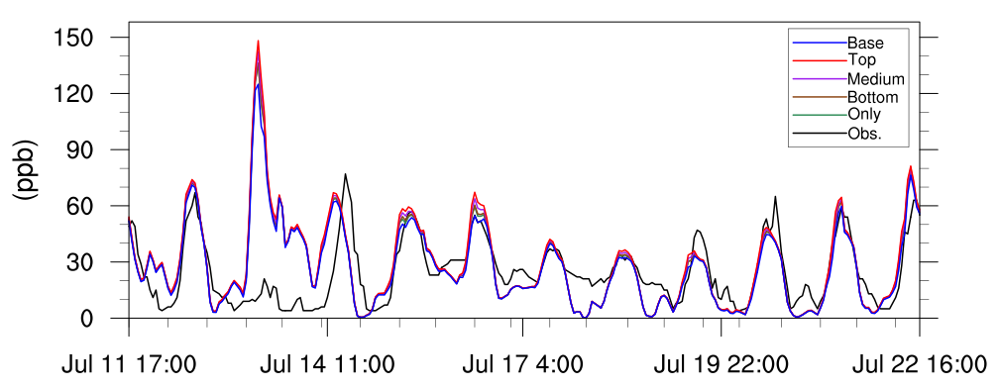 150
120
90
60
30
0
(ppb)
Base
Top
Medium
Bottom
Only
Obs.
Jul 11 17:00 Jul 14 11:00 Jul 17 4:00 Jul 19 22:00 Jul 22 16:00